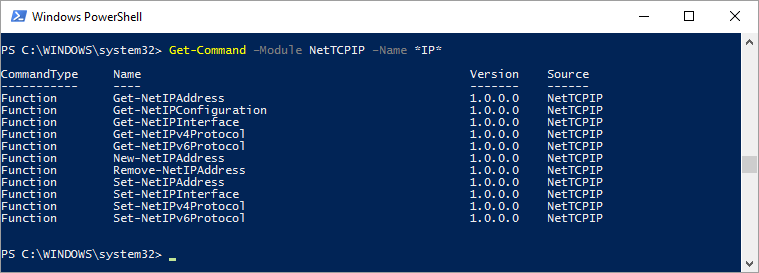 Windows PowerShell
PS C:\WINDOWS\system32> Get-Command -Module NetTCPIP -Name *IP*
CommandType Name Version Source
----------- ---- ------- ------
Function Get-NetIPAddress 1.0.0.0 NetTCPIP
Function Get-NetIPConfiguration 1.0.0.0 NetTCPIP
Function Get-NetIPInterface 1.0.0.0 NetTCPIP
Function Get-NetIPv4Protocol 1.0.0.0 NetTCPIP
Function Get-NetIPv6Protocol 1.0.0.0 NetTCPIP
Function New-NetIPAddress 1.0.0.0 NetTCPIP
Function Remove-NetIPAddress 1.0.0.0 NetTCPIP
Function Set-NetIPAddress 1.0.0.0 NetTCPIP
Function Set-NetIPInterface 1.0.0.0 NetTCPIP
Function Set-NetIPv4Protocol 1.0.0.0 NetTCPIP
Function Set-NetIPv6Protocol 1.0.0.0 NetTCPIP
PS C:\WINDOWS\system32> _